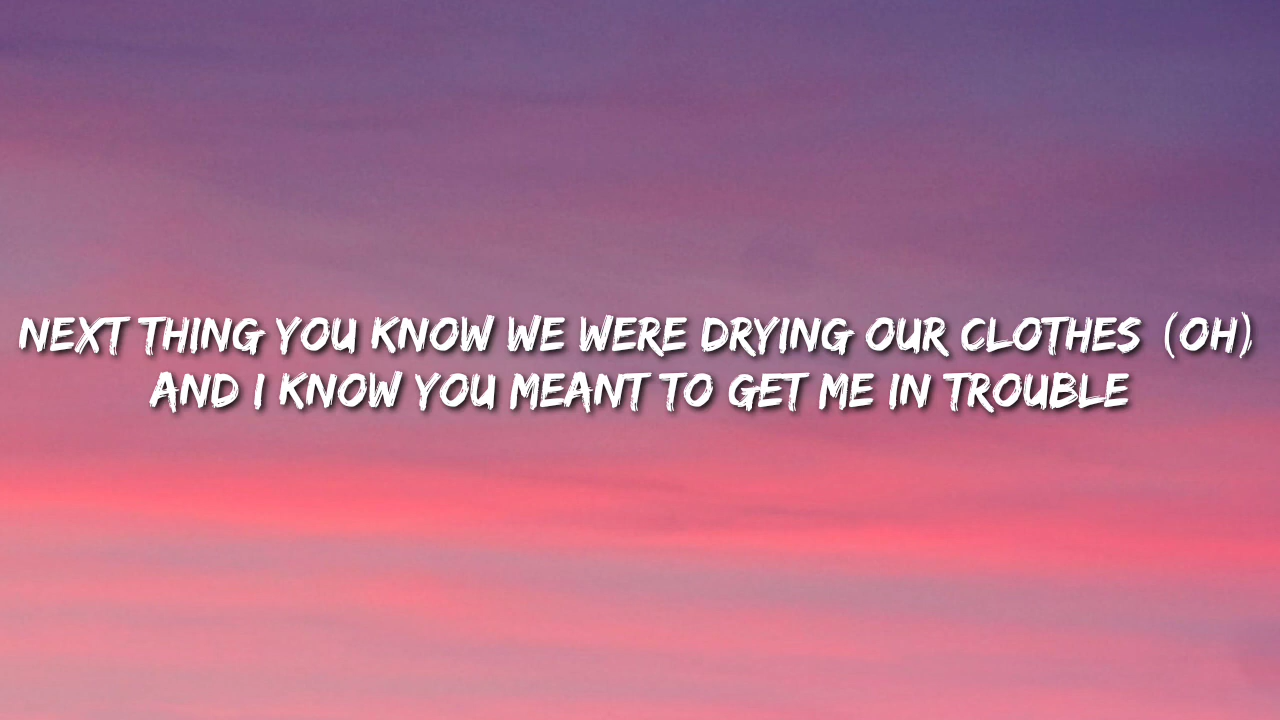 NEXT THING YOU KNOW WE WERE DRYING OUR CLOTHES (OH)
AND I KNOW YOU MEANT TO GET ME IN TROUBLE